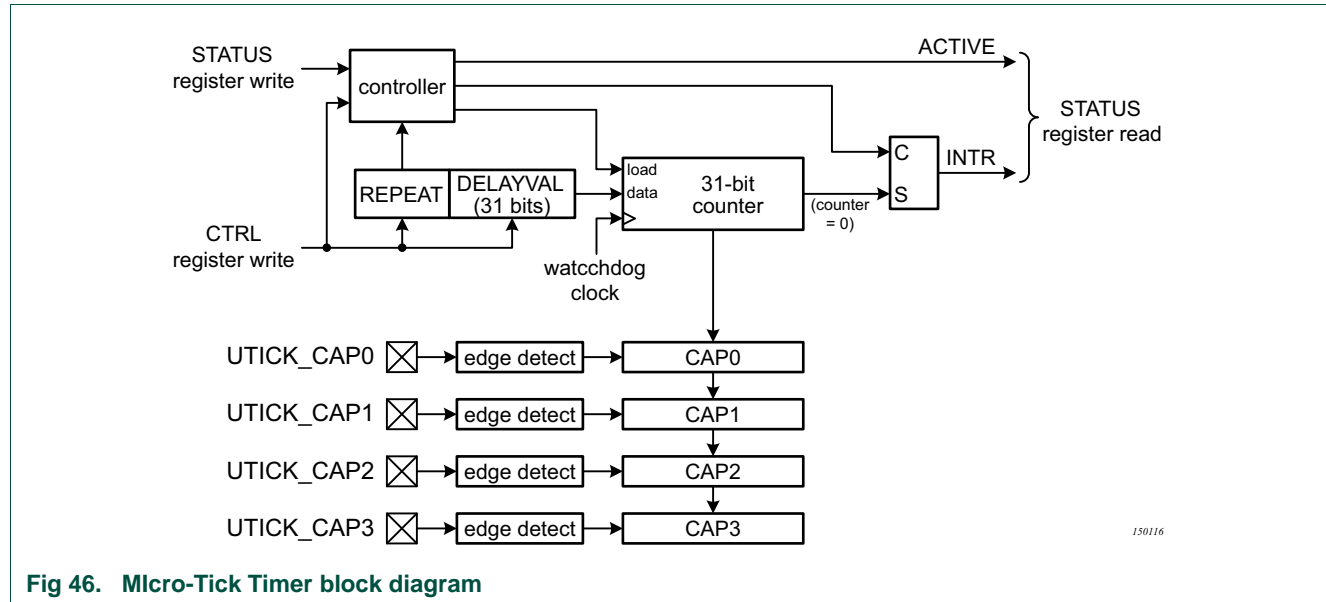 STATUS
register write
controller
ACTIVE
STATUS
register read
C
S
INTR
REPEAT
DELAYVAL
(31 bits)
load
data
31-bit
counter
(counter
= 0)
CTRL
register write
watcchdog
clock
UTICK_CAP0
edge detect
CAP0
UTICK_CAP1
edge detect
CAP1
UTICK_CAP2
edge detect
CAP2
UTICK_CAP3
edge detect
CAP3
150116
Fig 46. MIcro-Tick Timer block diagram